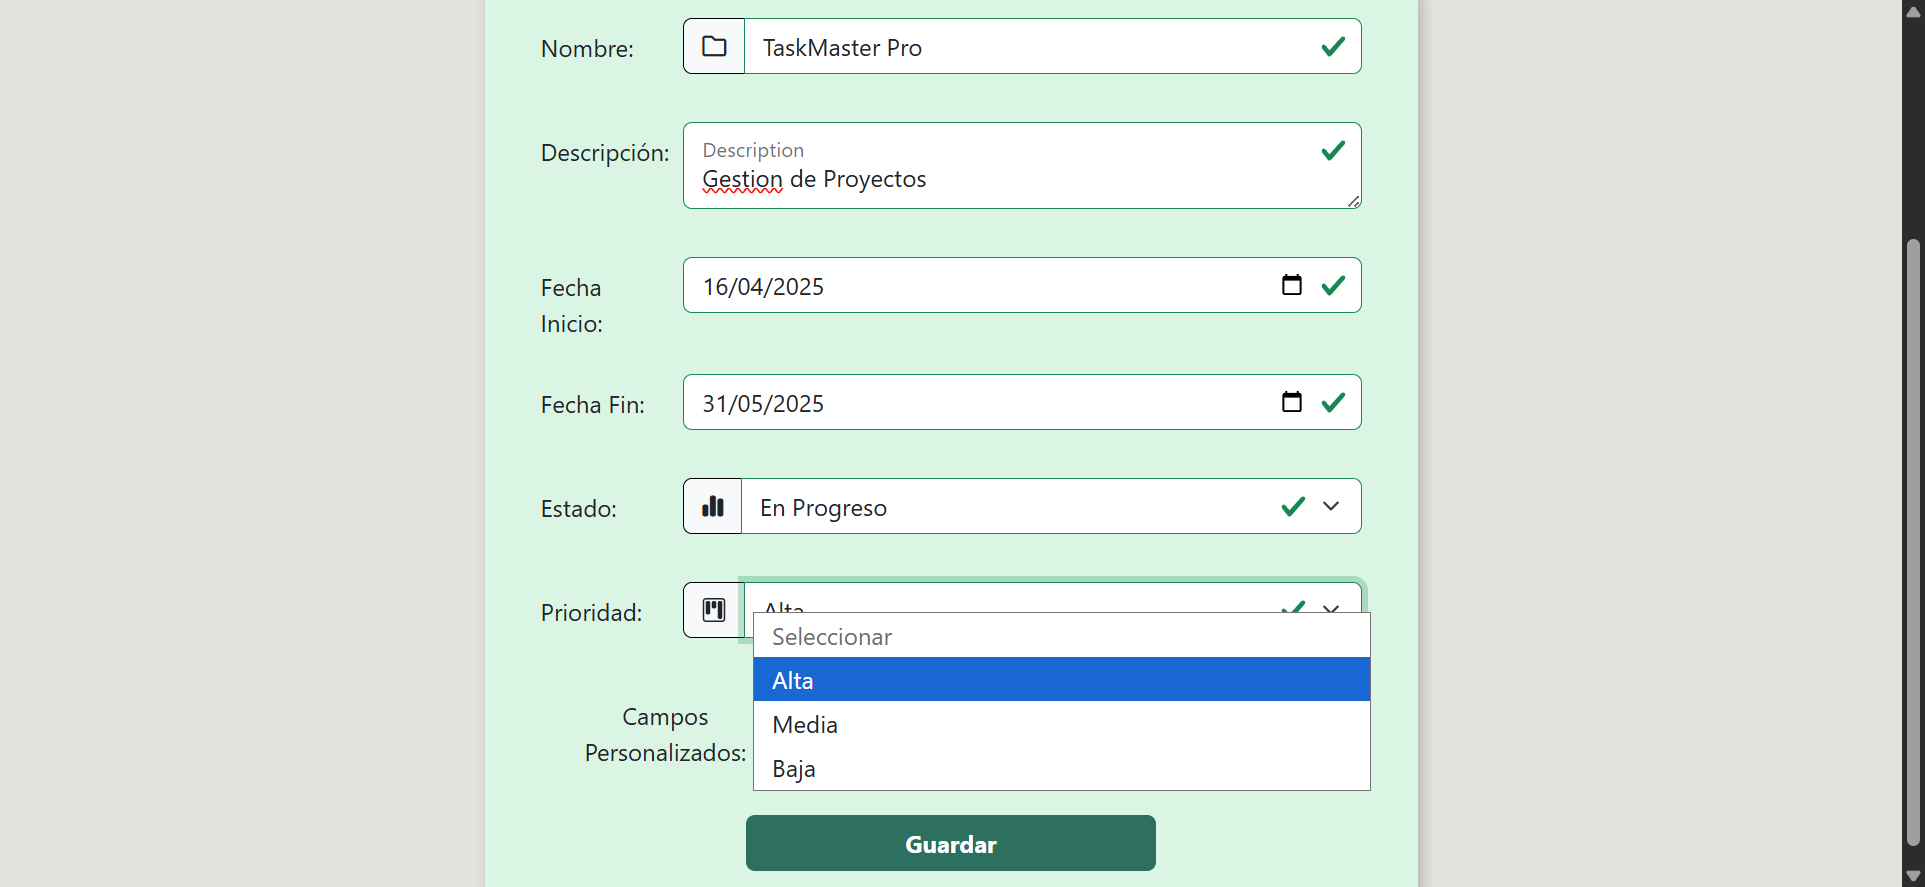 Nombre:
TaskMaster Pro
Descripción:
Description
Gestion de Proyectos
Fecha
Inicio:
16/04/2025
Fecha Fin:
31/05/2025
Estado:
En Progreso
Prioridad:
Alta
Seleccionar
Alta
Media
Baja
Campos
Personalizados:
Guardar